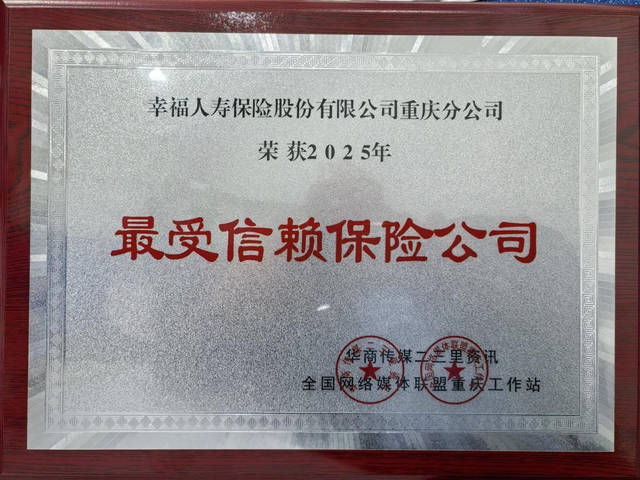 幸福人寿保险股份有限公司重庆分公司
荣获2025年
最受信赖保险公司
华商传媒二三里资讯
全国网络媒体联盟重庆工作站